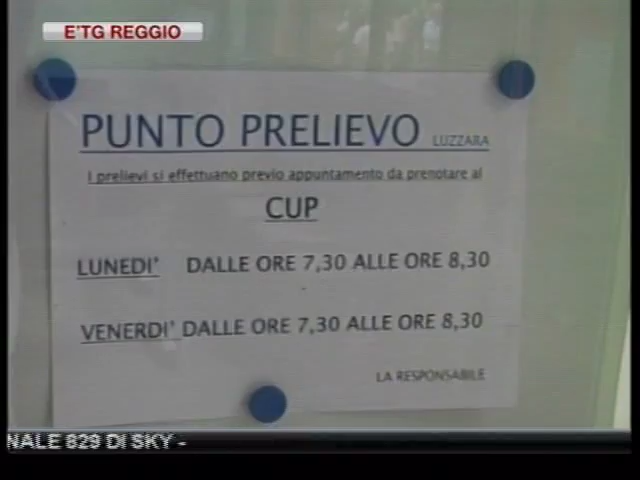 E'TG REGGIO
PUNTO PRELIEVO LUZZARA
I prelievi si effettuano previo appuntamento da prenotare al
CUP
LUNEDI' DALLE ORE 7,30 ALLE ORE 8,30
VENERDI' DALLE ORE 7,30 ALLE ORE 8,30
LA RESPONSABILE
NALE 829 DI SKY -